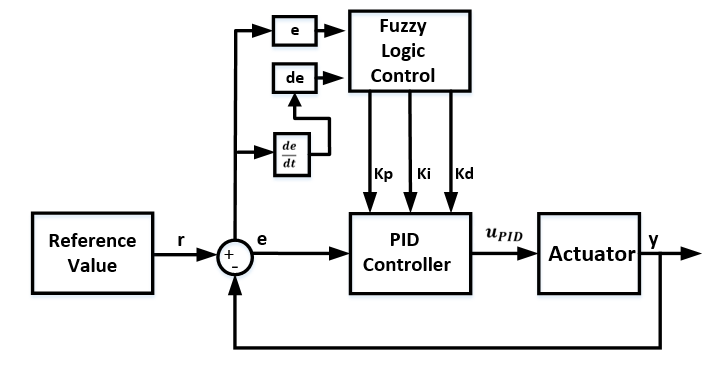 e
Fuzzy
Logic
Control
de
de
dt
Kp
Ki
Kd
Reference
Value
r
+
-
e
PID
Controller
u_PID
Actuator
y